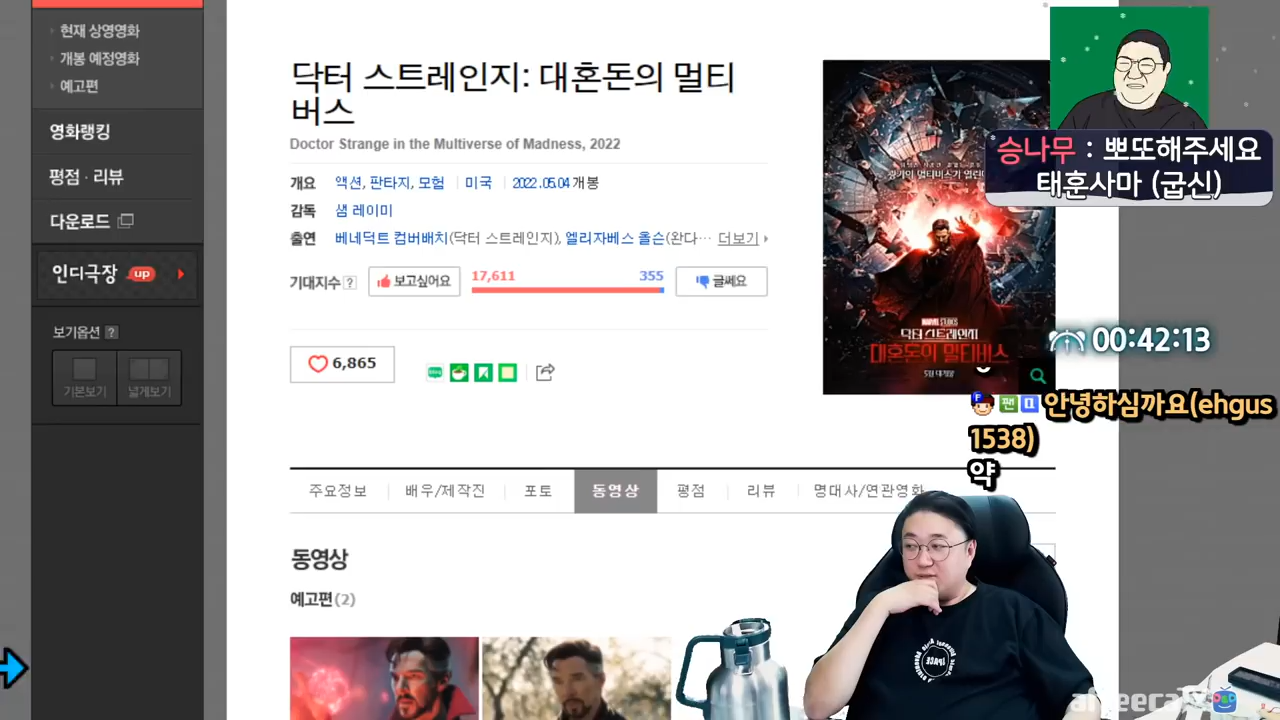 현재 상영영화
개봉 예정영화
예고편
영화랭킹
평점 · 리뷰
다운로드
인디극장 up
보기옵션 ?
기본보기 넓게보기
닥터 스트레인지: 대혼돈의 멀티
버스
Doctor Strange in the Multiverse of Madness, 2022
개요 액션, 판타지, 모험 미국 2022.05.04 개봉
감독 샘 레이미
출연 베네딕트 컴버배치(닥터 스트레인지), 엘리자베스 올슨(완다… 더보기
기대지수 ? 보고싶어요 17,611 355 글쎄요
6,865
blog
MARVEL STUDIOS
닥터 스트레인지
대혼돈의 멀티버스
5월 대개봉
승나무 : 뽀또해주세요
태훈사마 (굽신)
00:42:13
F 팬 안녕하심까요(ehgus
1538)
약
주요정보 배우/제작진 포토 동영상 평점 리뷰 명대사/연관영화
동영상
예고편 (2)
SPACE